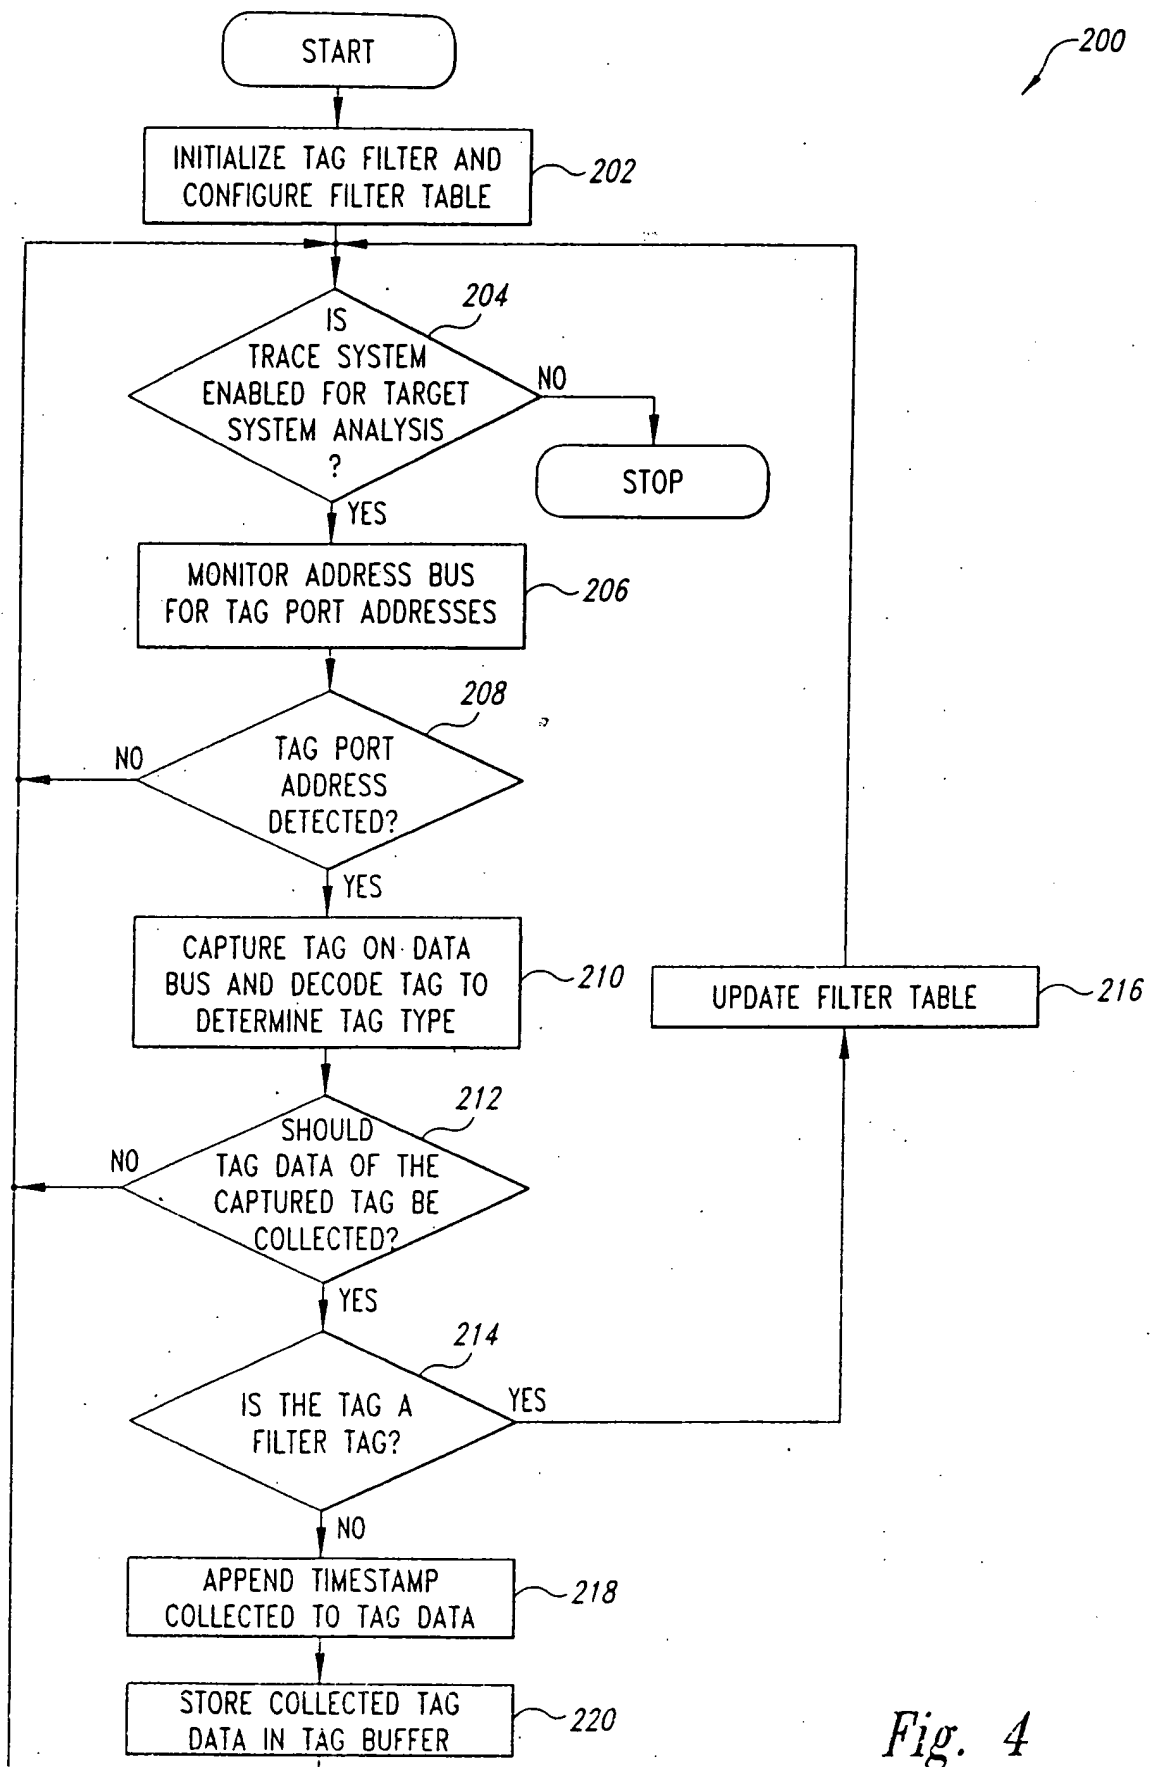 START
200
INITIALIZE TAG FILTER AND
CONFIGURE FILTER TABLE
202
204
IS
TRACE SYSTEM
ENABLED FOR TARGET
SYSTEM ANALYSIS
?
NO
STOP
YES
MONITOR ADDRESS BUS
FOR TAG PORT ADDRESSES
206
208
TAG PORT
ADDRESS
DETECTED?
NO
YES
CAPTURE TAG ON DATA
BUS AND DECODE TAG TO
DETERMINE TAG TYPE
210
UPDATE FILTER TABLE
216
212
SHOULD
TAG DATA OF THE
CAPTURED TAG BE
COLLECTED?
NO
YES
214
IS THE TAG A
FILTER TAG?
YES
NO
APPEND TIMESTAMP
COLLECTED TO TAG DATA
218
STORE COLLECTED TAG
DATA IN TAG BUFFER
220
Fig. 4